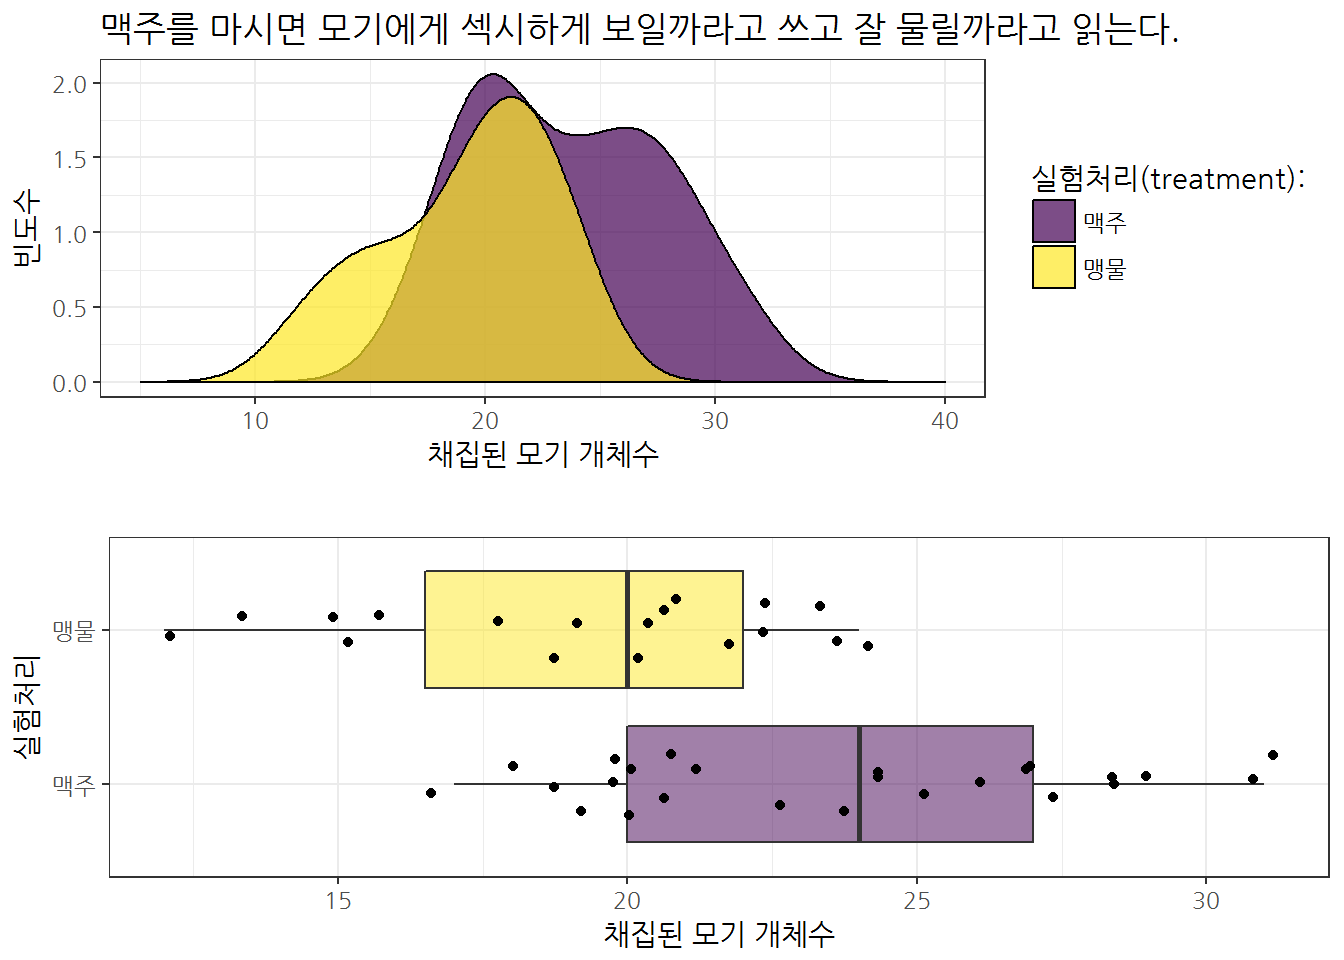 맥주를 마시면 모기에게 섹시하게 보일까라고 쓰고 잘 물릴까라고 읽는다.
빈도수
2.0
1.5
1.0
0.5
0.0
10 20 30 40
채집된 모기 개체수
실험처리(treatment):
맥주
맹물
실험처리
맹물
맥주
15 20 25 30
채집된 모기 개체수